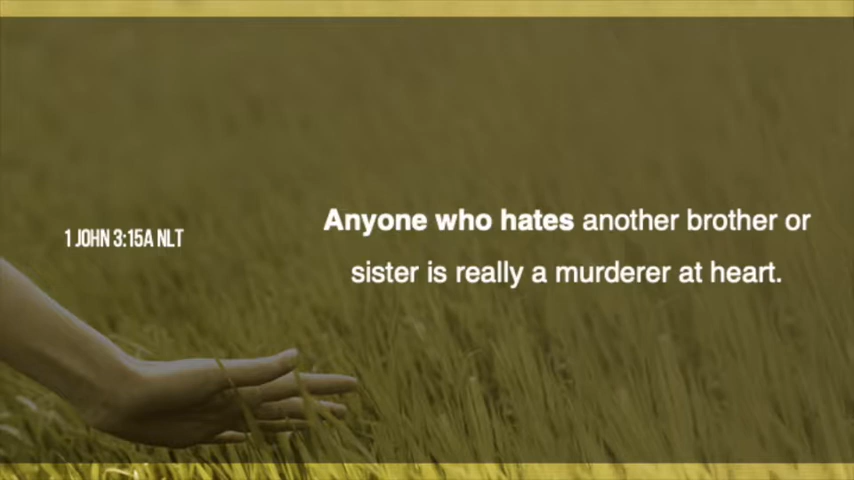 1 JOHN 3:15A NLT
Anyone who hates another brother or
sister is really a murderer at heart.